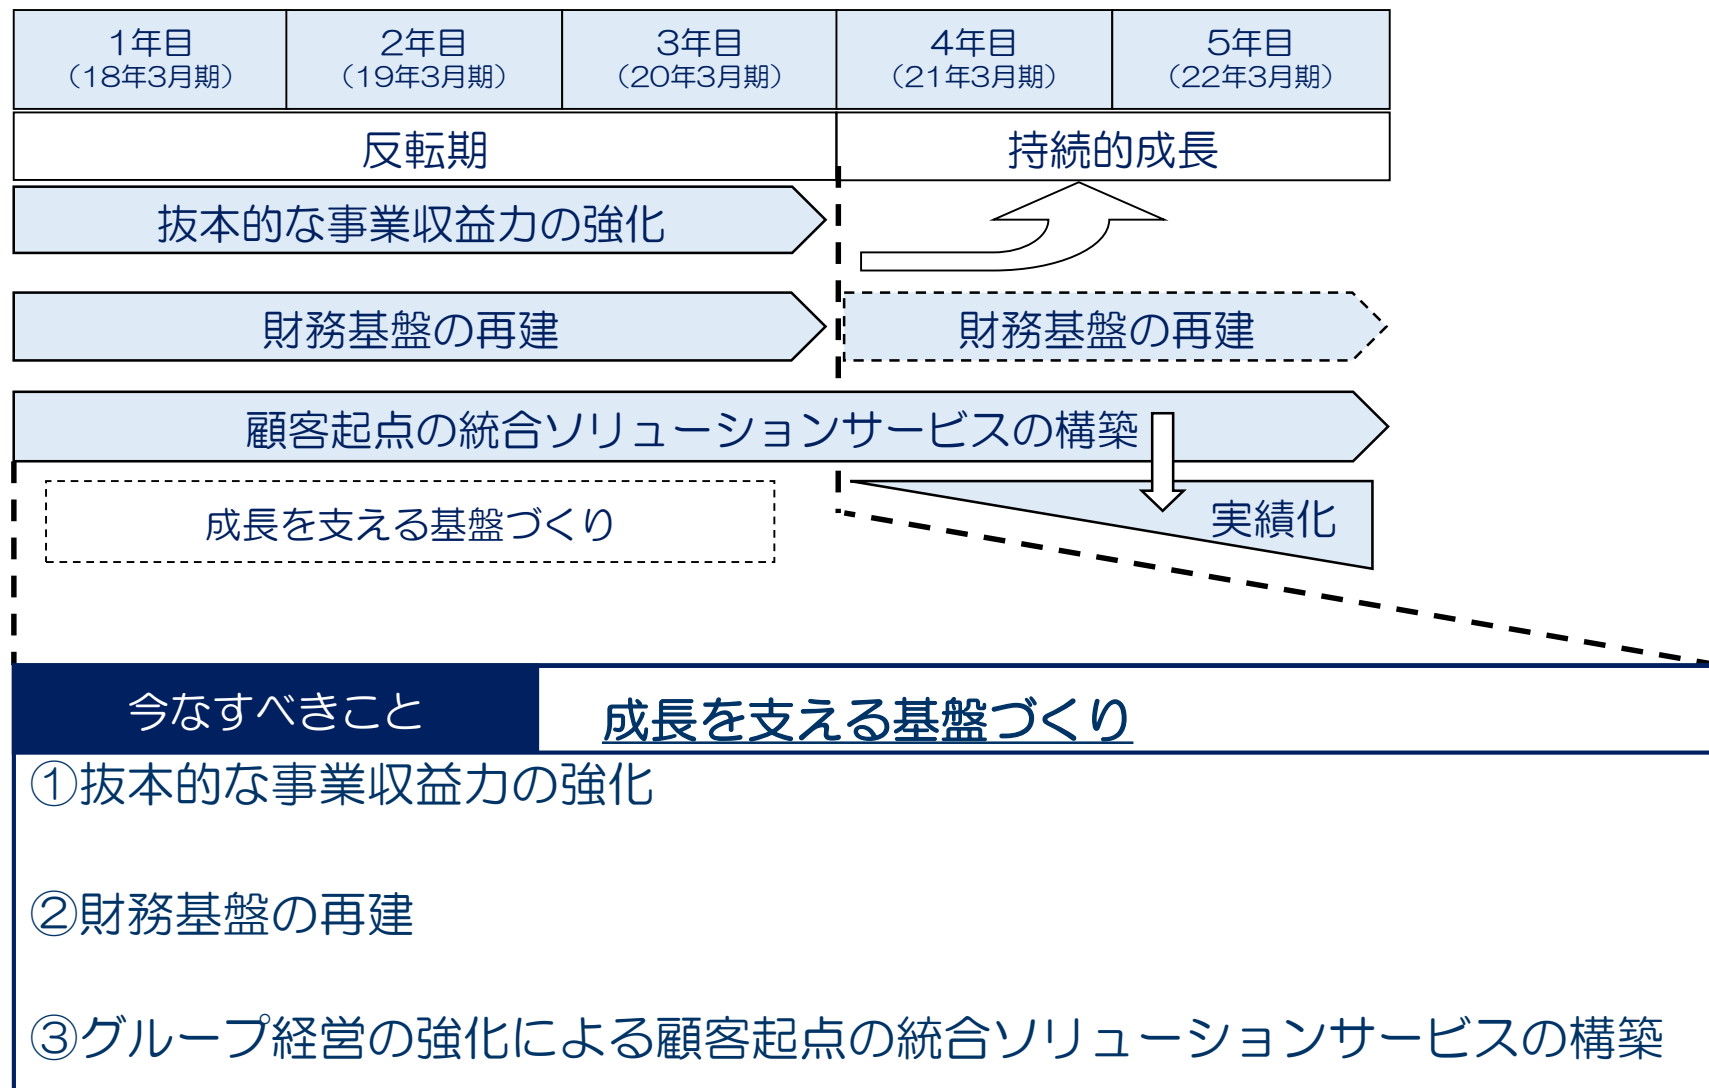 1年目
（18年3月期）
2年目
（19年3月期）
3年目
（20年3月期）
4年目
（21年3月期）
5年目
（22年3月期）
反転期
持続的成長
抜本的な事業収益力の強化
財務基盤の再建
財務基盤の再建
顧客起点の統合ソリューションサービスの構築
成長を支える基盤づくり
実績化
今なすべきこと
成長を支える基盤づくり
①抜本的な事業収益力の強化
②財務基盤の再建
③グループ経営の強化による顧客起点の統合ソリューションサービスの構築